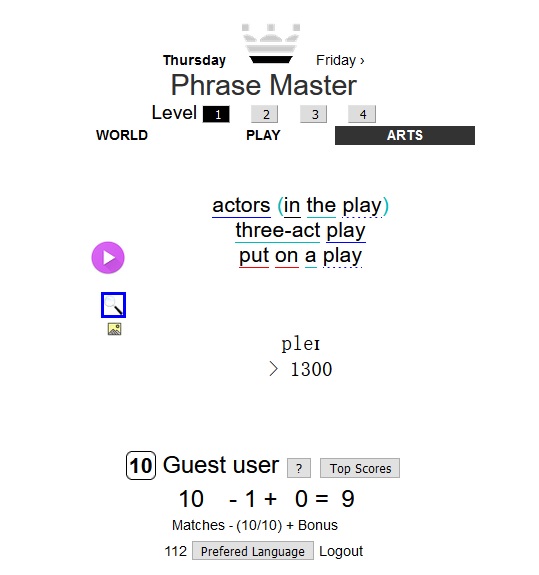 Thursday Friday ›
Phrase Master
Level 1 2 3 4
WORLD PLAY ARTS
actors (in the play)
three-act play
put on a play
pleɪ
> 1300
10 Guest user ? Top Scores
10 - 1 + 0 = 9
Matches - (10/10) + Bonus
112 Prefered Language Logout